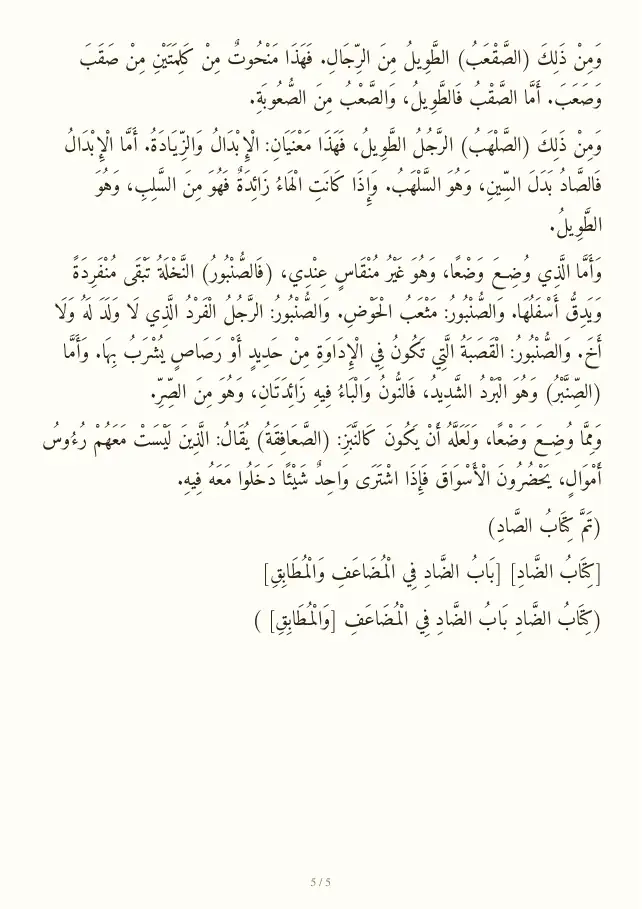 وَمِنْ ذَلِكَ (الصَّقْعَبُ) الطَّوِيلُ مِنَ الرِّجَالِ. فَهَذَا مَنْحُوتٌ مِنْ كَلِمَتَيْنِ مِنْ صَقَبَ
وَصَعَبَ. أَمَّا الصَّقْبُ فَالطَّوِيلُ، وَالصَّعْبُ مِنَ الصُّعُوبَةِ.
وَمِنْ ذَلِكَ (الصَّلْهَبُ) الرَّجُلُ الطَّوِيلُ، فَهَذَا مَعْنَيَانِ: الْإِبْدَالُ وَالزِّيَادَةُ. أَمَّا الْإِبْدَالُ
فَالصَّادُ بَدَلَ السِّينِ، وَهُوَ السَّلْهَبُ. وَإِذَا كَانَتِ الْهَاءُ زَائِدَةً فَهُوَ مِنَ السَّلِبِ، وَهُوَ
الطَّوِيلُ.
وَأَمَّا الَّذِي وُضِعَ وَضْعًا، وَهُوَ غَيْرُ مُنْقَاسٍ عِنْدِي، (فَالصُّنْبُورُ) النَّخْلَةُ تَبْقَى مُنْفَرِدَةً
وَيَدِقُّ أَسْفَلُهَا. وَالصُّنْبُورُ: مَثْعَبُ الْحَوْضِ. وَالصُّنْبُورُ: الرَّجُلُ الْفَرْدُ الَّذِي لَا وَلَدَ لَهُ وَلَا
أَخَ. وَالصُّنْبُورُ: الْقَصَبَةُ الَّتِي تَكُونُ فِي الْإِدَاوَةِ مِنْ حَدِيدٍ أَوْ رَصَاصٍ يُشْرَبُ بِهَا. وَأَمَّا
(الصِّنَّبْرُ) وَهُوَ الْبَرْدُ الشَّدِيدُ، فَالنُّونُ وَالْبَاءُ فِيهِ زَائِدَتَانِ، وَهُوَ مِنَ الصِّرِّ.
وَمِمَّا وُضِعَ وَضْعًا، وَلَعَلَّهُ أَنْ يَكُونَ كَالنَّبَزِ: (الصَّعَافِقَةُ) يُقَالُ: الَّذِينَ لَيْسَتْ مَعَهُمْ رُءُوسُ
أَمْوَالٍ، يَحْضُرُونَ الْأَسْوَاقَ فَإِذَا اشْتَرَى وَاحِدٌ شَيْئًا دَخَلُوا مَعَهُ فِيهِ.
(تَمَّ كِتَابُ الصَّادِ)
[كِتَابُ الضَّادِ] [بَابُ الضَّادِ فِي الْمُضَاعَفِ وَالْمُطَابِقِ]
(كِتَابُ الضَّادِ بَابُ الضَّادِ فِي الْمُضَاعَفِ [وَالْمُطَابِقِ] )
5 / 5